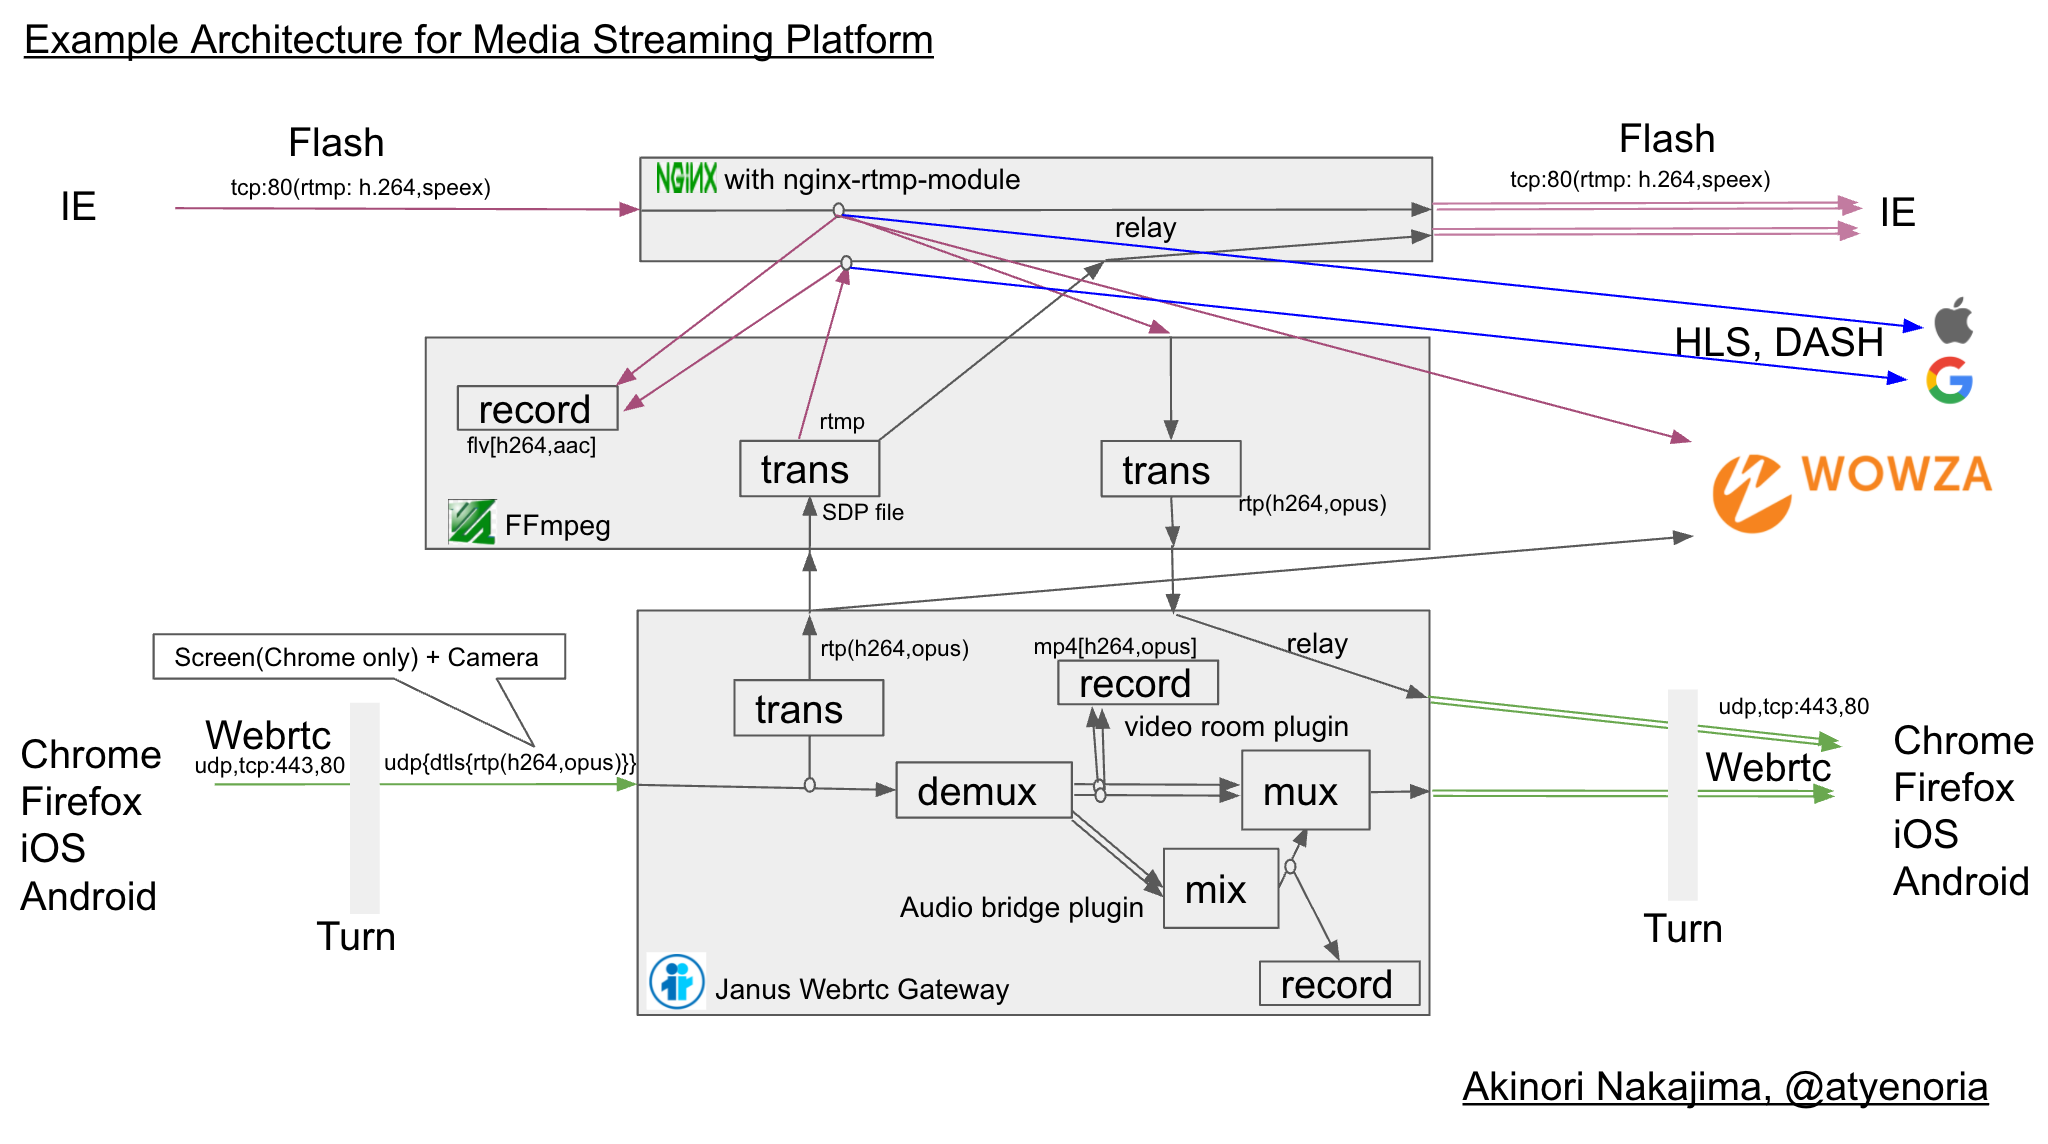 Example Architecture for Media Streaming Platform
Flash
tcp:80(rtmp: h.264,speex)
IE
NGiNX with nginx-rtmp-module
relay
Flash
tcp:80(rtmp: h.264,speex)
IE
HLS, DASH
G
WOWZA
record
flv[h264,aac]
rtmp
trans
SDP file
trans
rtp(h264,opus)
FFmpeg
Screen(Chrome only) + Camera
Webrtc
udp,tcp:443,80
udp{dtls{rtp(h264,opus)}}
Chrome
Firefox
iOS
Android
Turn
rtp(h264,opus)
trans
mp4[h264,opus]
record
relay
video room plugin
demux
mux
mix
Audio bridge plugin
record
Janus Webrtc Gateway
udp,tcp:443,80
Webrtc
Chrome
Firefox
iOS
Android
Turn
Akinori Nakajima, @atyenoria